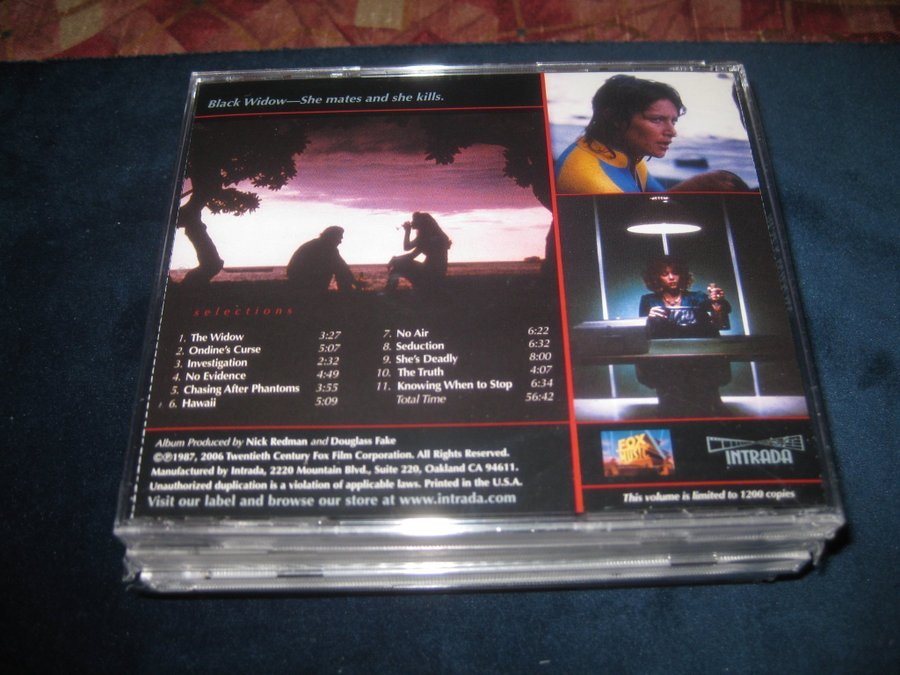 Black Widow—She mates and she kills.
selections
1. The Widow 3:27
2. Ondine's Curse 5:07
3. Investigation 2:32
4. No Evidence 4:49
5. Chasing After Phantoms 3:55
6. Hawaii 5:09
7. No Air 6:22
8. Seduction 6:32
9. She's Deadly 8:00
10. The Truth 4:07
11. Knowing When to Stop 6:34
Total Time 56:42
Album Produced by Nick Redman and Douglass Fake
©℗1987, 2006 Twentieth Century Fox Film Corporation. All Rights Reserved.
Manufactured by Intrada, 2220 Mountain Blvd., Suite 220, Oakland CA 94611.
Unauthorized duplication is a violation of applicable laws. Printed in the U.S.A.
Visit our label and browse our store at www.intrada.com
FOX
MUSIC
INTRADA
This volume is limited to 1200 copies